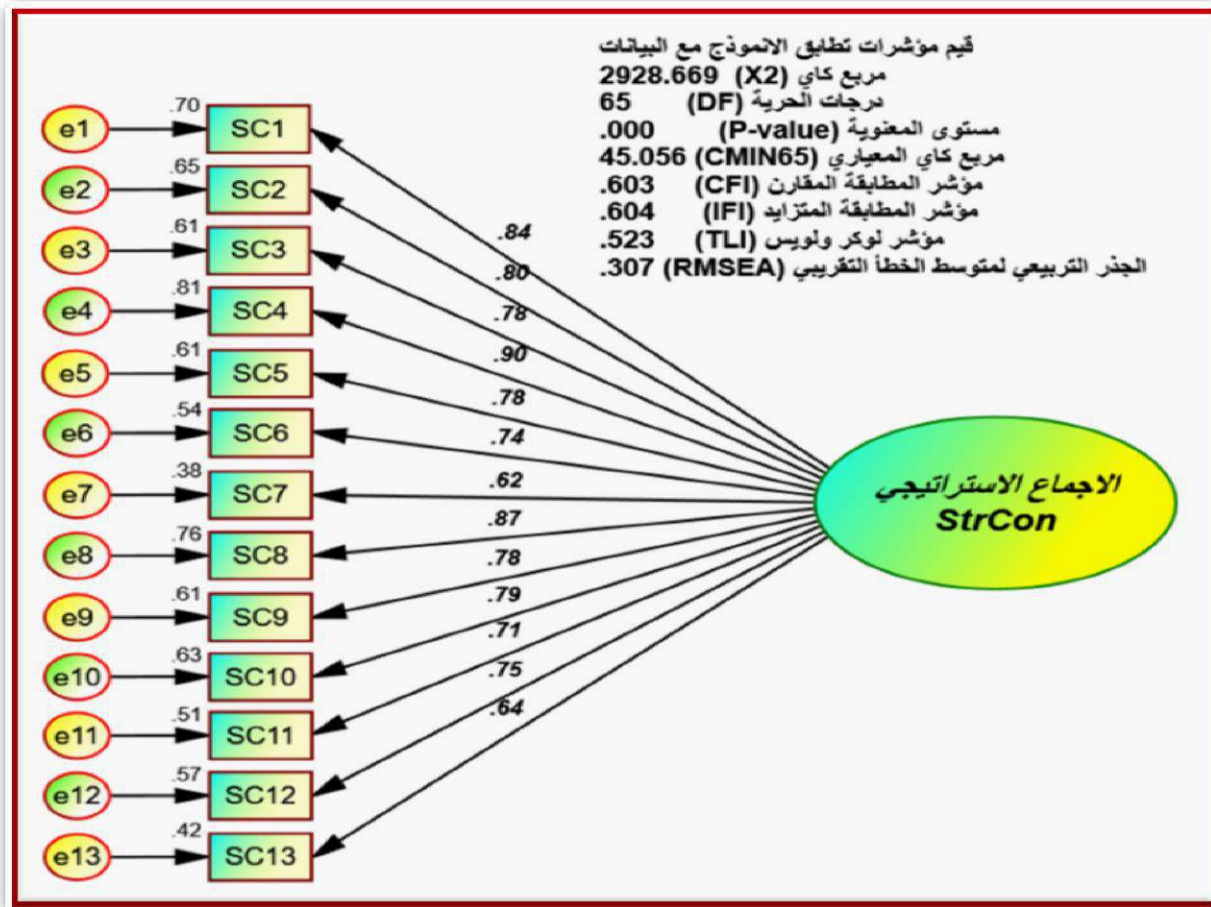 قيم مؤشرات تطابق الانموذج مع البيانات
مربع كاي (X2) 2928.669
درجات الحرية (DF) 65
مستوى المعنوية (P-value) .000
مربع كاي المعياري (CMIN65) 45.056
مؤشر المطابقة المقارن (CFI) .603
مؤشر المطابقة المتزايد (IFI) .604
مؤشر لوكر ولويس (TLI) .523
الجذر التربيعي لمتوسط الخطأ التقريبي (RMSEA) .307
e1 .70 SC1 .84
e2 .65 SC2 .80
e3 .61 SC3 .78
e4 .81 SC4 .90
e5 .61 SC5 .78
e6 .54 SC6 .74
e7 .38 SC7 .62
e8 .76 SC8 .87
e9 .61 SC9 .78
e10 .63 SC10 .79
e11 .51 SC11 .71
e12 .57 SC12 .75
e13 .42 SC13 .64
الاجماع الاستراتيجي
StrCon